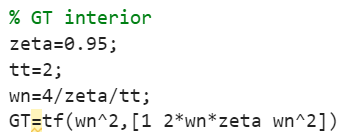 % GT interior
zeta=0.95;
tt=2;
wn=4/zeta/tt;
GT=tf(wn^2,[1 2*wn*zeta wn^2])